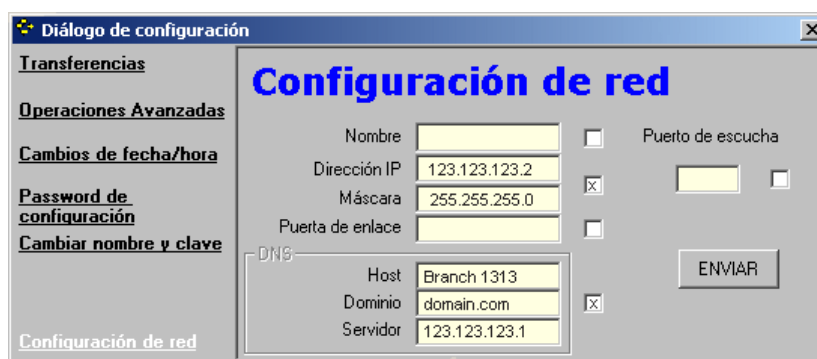 Diálogo de configuración
Transferencias
Operaciones Avanzadas
Cambios de fecha/hora
Password de
configuración
Cambiar nombre y clave
Configuración de red
Configuración de red
Nombre
Puerto de escucha
Dirección IP 123.123.123.2
Máscara 255.255.255.0
Puerta de enlace
DNS
Host Branch 1313
Dominio domain.com
Servidor 123.123.123.1
ENVIAR